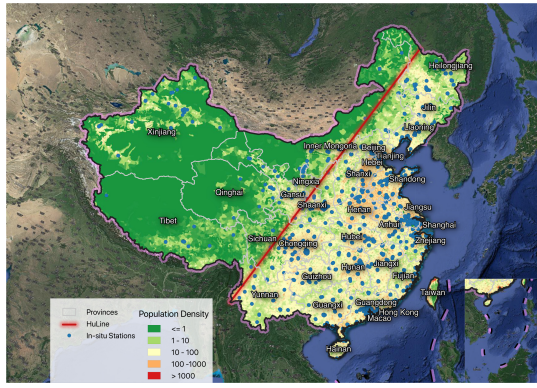 Heilongjiang
Jilin
Liaoning
Inner Mongolia
Beijing
Tianjing
Hebei
Xinjiang
Ningxia
Shanxi
Shandong
Qinghai
Gansu
Shaanxi
Henan
Jiangsu
Tibet
Anhui
Shanghai
Sichuan
Chongqing
Hubei
Zhejiang
Hunan
Jiangxi
Guizhou
Fujian
Yunnan
Taiwan
Guangxi
Guangdong
Hong Kong
Macao
Hainan
Provinces
HuLine
In-situ Stations
Population Density
<= 1
1 - 10
10 - 100
100 -1000
> 1000